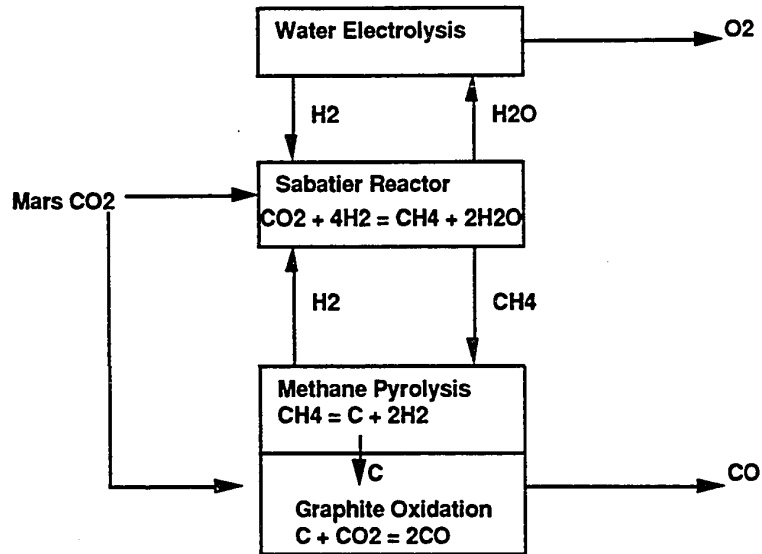 Water Electrolysis
O2
H2
H2O
Mars CO2
Sabatier Reactor
CO2 + 4H2 = CH4 + 2H2O
H2
CH4
Methane Pyrolysis
CH4 = C + 2H2
C
CO
Graphite Oxidation
C + CO2 = 2CO